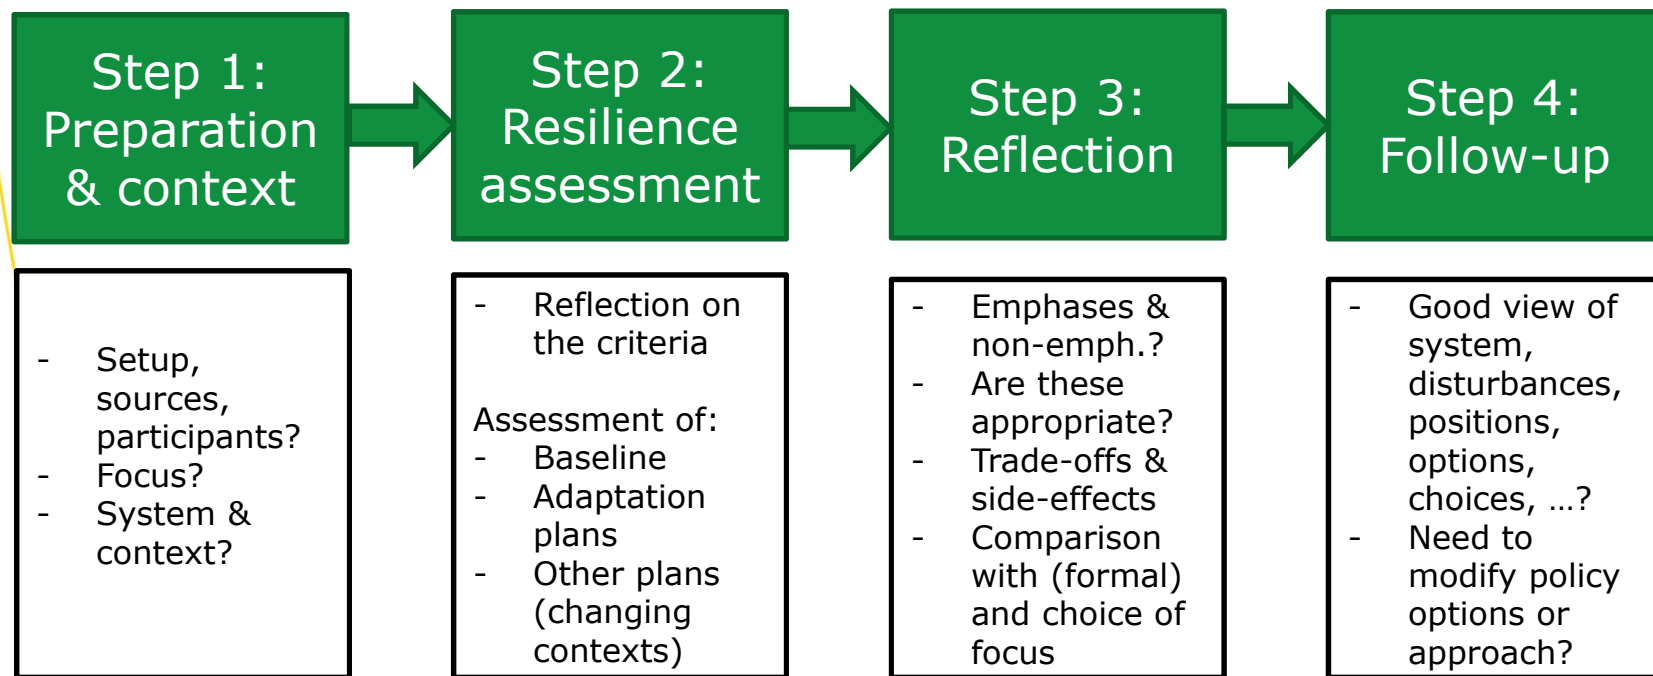 Step 1:
Preparation
& context
Step 2:
Resilience
assessment
Step 3:
Reflection
Step 4:
Follow-up
- Setup,
sources,
participants?
- Focus?
- System &
context?
- Reflection on
the criteria
Assessment of:
- Baseline
- Adaptation
plans
- Other plans
(changing
contexts)
- Emphases &
non-emph.?
- Are these
appropriate?
- Trade-offs &
side-effects
- Comparison
with (formal)
and choice of
focus
- Good view of
system,
disturbances,
positions,
options,
choices, …?
- Need to
modify policy
options or
approach?